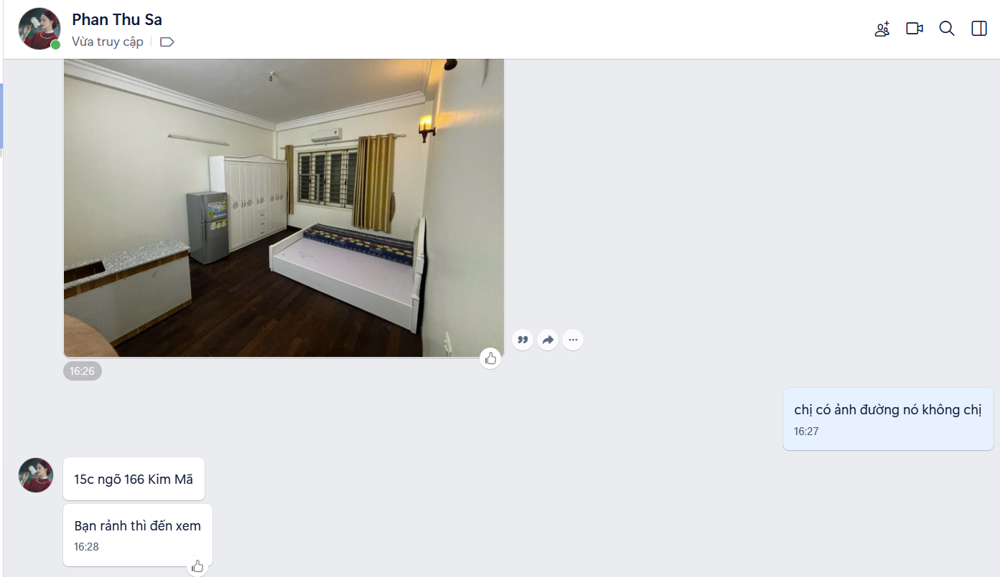 Phan Thu Sa
Vừa truy cập
16:26
chị có ảnh đường nó không chị
16:27
15c ngõ 166 Kim Mã
Bạn rảnh thì đến xem
16:28